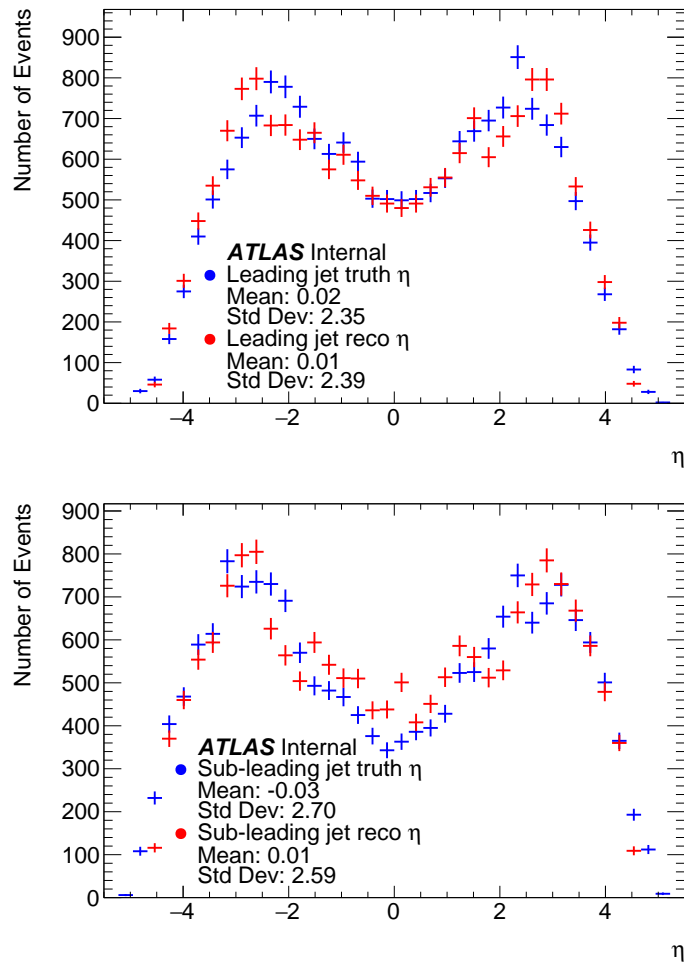 Number of Events
900
800
700
600
500
400
300
200
100
0
ATLAS Internal
Leading jet truth η
Mean: 0.02
Std Dev: 2.35
Leading jet reco η
Mean: 0.01
Std Dev: 2.39
−4 −2 0 2 4
η
Number of Events
900
800
700
600
500
400
300
200
100
0
ATLAS Internal
Sub-leading jet truth η
Mean: -0.03
Std Dev: 2.70
Sub-leading jet reco η
Mean: 0.01
Std Dev: 2.59
−4 −2 0 2 4
η